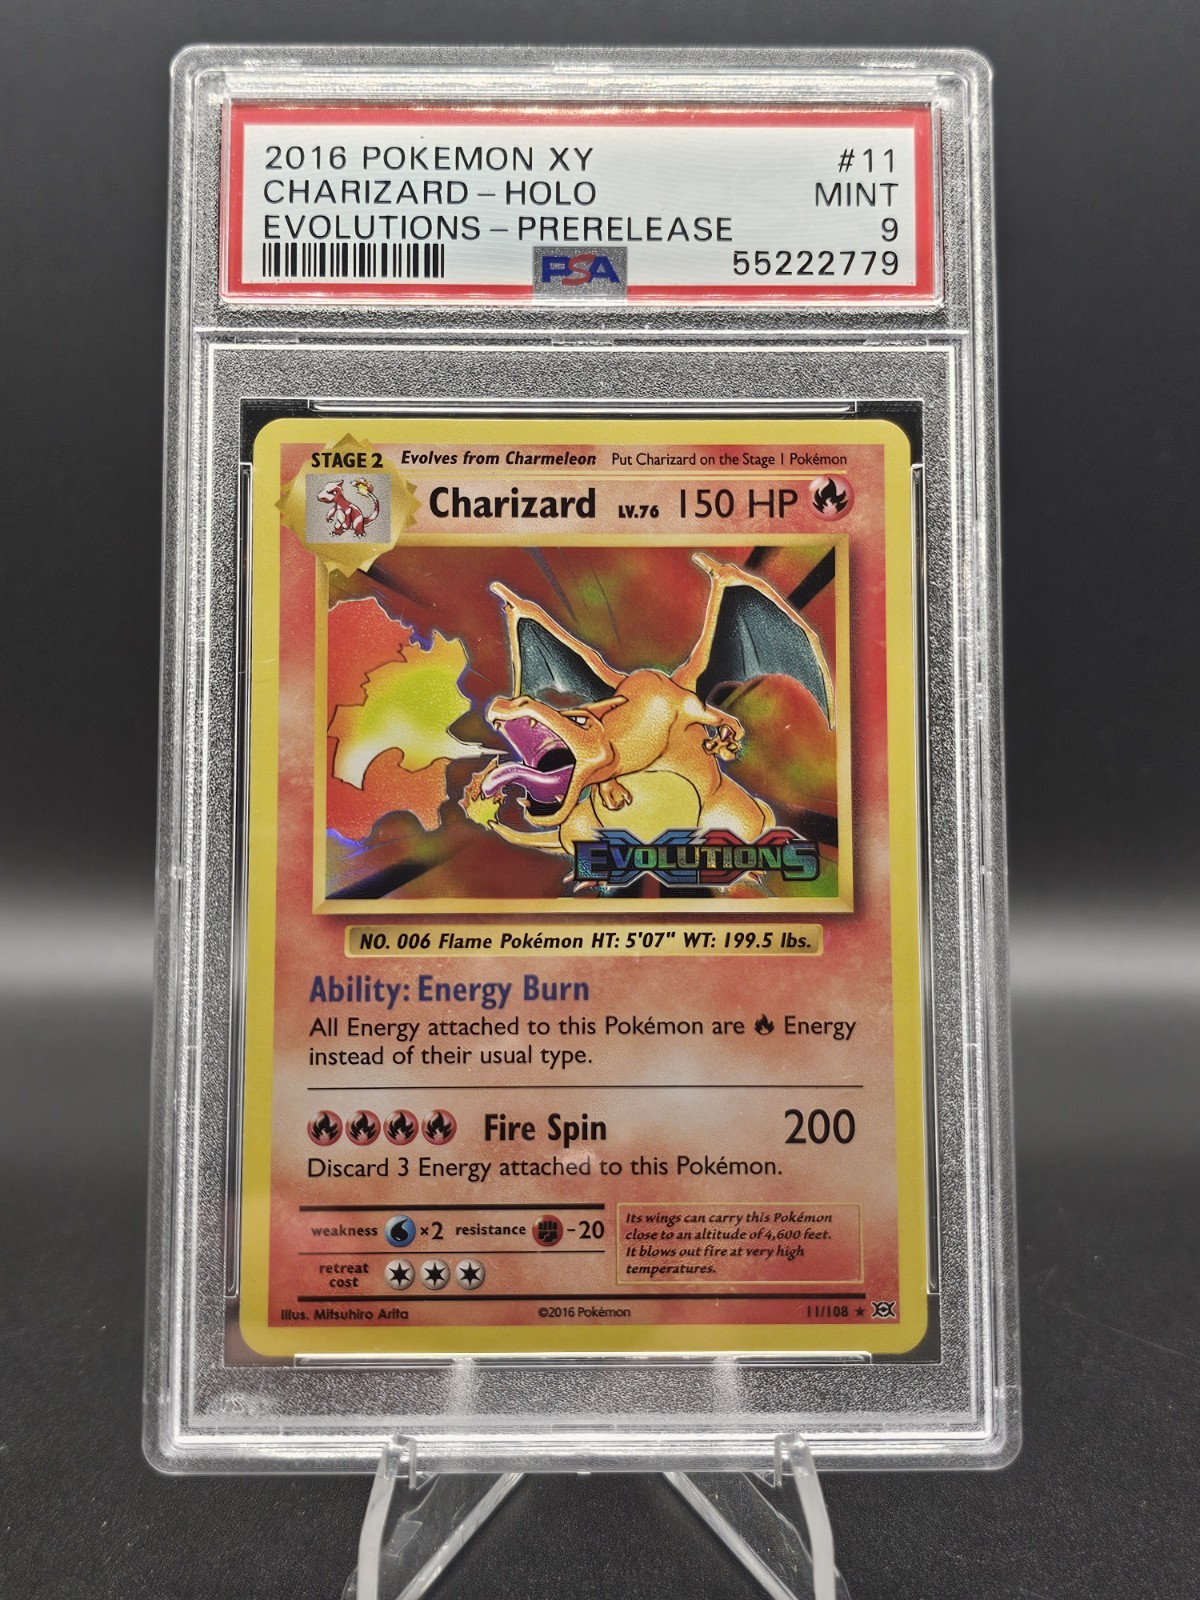 2016 POKEMON XY #11
CHARIZARD – HOLO MINT
EVOLUTIONS – PRERELEASE 9
PSA 55222779
STAGE 2 Evolves from Charmeleon Put Charizard on the Stage 1 Pokémon
Charizard LV.76 150 HP
EVOLUTIONS
NO. 006 Flame Pokémon HT: 5'07" WT: 199.5 lbs.
Ability: Energy Burn
All Energy attached to this Pokémon are Energy
instead of their usual type.
Fire Spin 200
Discard 3 Energy attached to this Pokémon.
weakness ×2 resistance -20
retreat
cost
Its wings can carry this Pokémon
close to an altitude of 4,600 feet.
It blows out fire at very high
temperatures.
Illus. Mitsuhiro Arita ©2016 Pokémon 11/108 ★